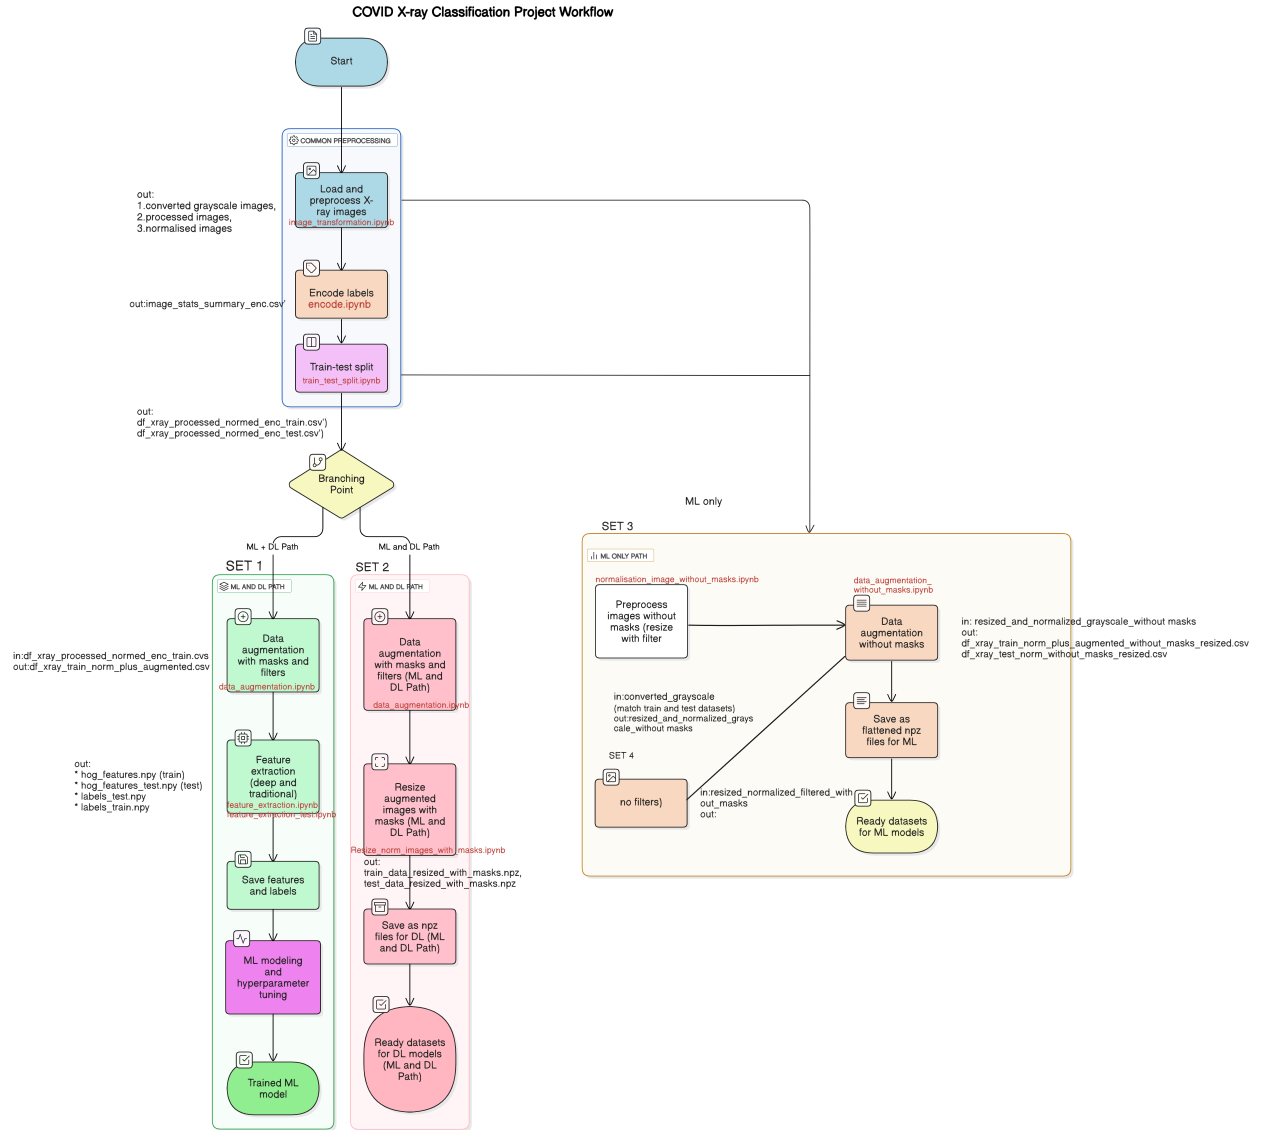 COVID X-ray Classification Project Workflow
Start
COMMON PREPROCESSING
Load and
preprocess X-
ray images
image_transformation.ipynb
out:
1.converted grayscale images,
2.processed images,
3.normalised images
Encode labels
encode.ipynb
out:image_stats_summary_enc.csv'
Train-test split
train_test_split.ipynb
out:
df_xray_processed_normed_enc_train.csv')
df_xray_processed_normed_enc_test.csv')
Branching
Point
ML + DL Path
ML and DL Path
SET 1
ML AND DL PATH
Data
augmentation
with masks and
filters
data_augmentation.ipynb
in:df_xray_processed_normed_enc_train.cvs
out:df_xray_train_norm_plus_augmented.csv
Feature
extraction
(deep and
traditional)
feature_extraction.ipynb
feature_extraction_test.ipynb
out:
* hog_features.npy (train)
* hog_features_test.npy (test)
* labels_test.npy
* labels_train.npy
Save features
and labels
ML modeling
and
hyperparameter
tuning
Trained ML
model
SET 2
ML AND DL PATH
Data
augmentation
with masks and
filters (ML and
DL Path)
data_augmentation.ipynb
Resize
augmented
images with
masks (ML and
DL Path)
Resize_norm_images_with_masks.ipynb
out:
train_data_resized_with_masks.npz,
test_data_resized_with_masks.npz
Save as npz
files for DL (ML
and DL Path)
Ready datasets
for DL models
(ML and DL
Path)
ML only
SET 3
ML ONLY PATH
normalisation_image_without_masks.ipynb
Preprocess
images without
masks (resize
with filter
data_augmentation_
without_masks.ipynb
Data
augmentation
without masks
in: resized_and_normalized_grayscale_without masks
out:
df_xray_train_norm_plus_augmented_without_masks_resized.csv
df_xray_test_norm_without_masks_resized.csv
in:converted_grayscale
(match train and test datasets)
out:resized_and_normalized_grays
cale_without masks
Save as
flattened npz
files for ML
SET 4
no filters)
in:resized_normalized_filtered_with
out_masks
out:
Ready datasets
for ML models